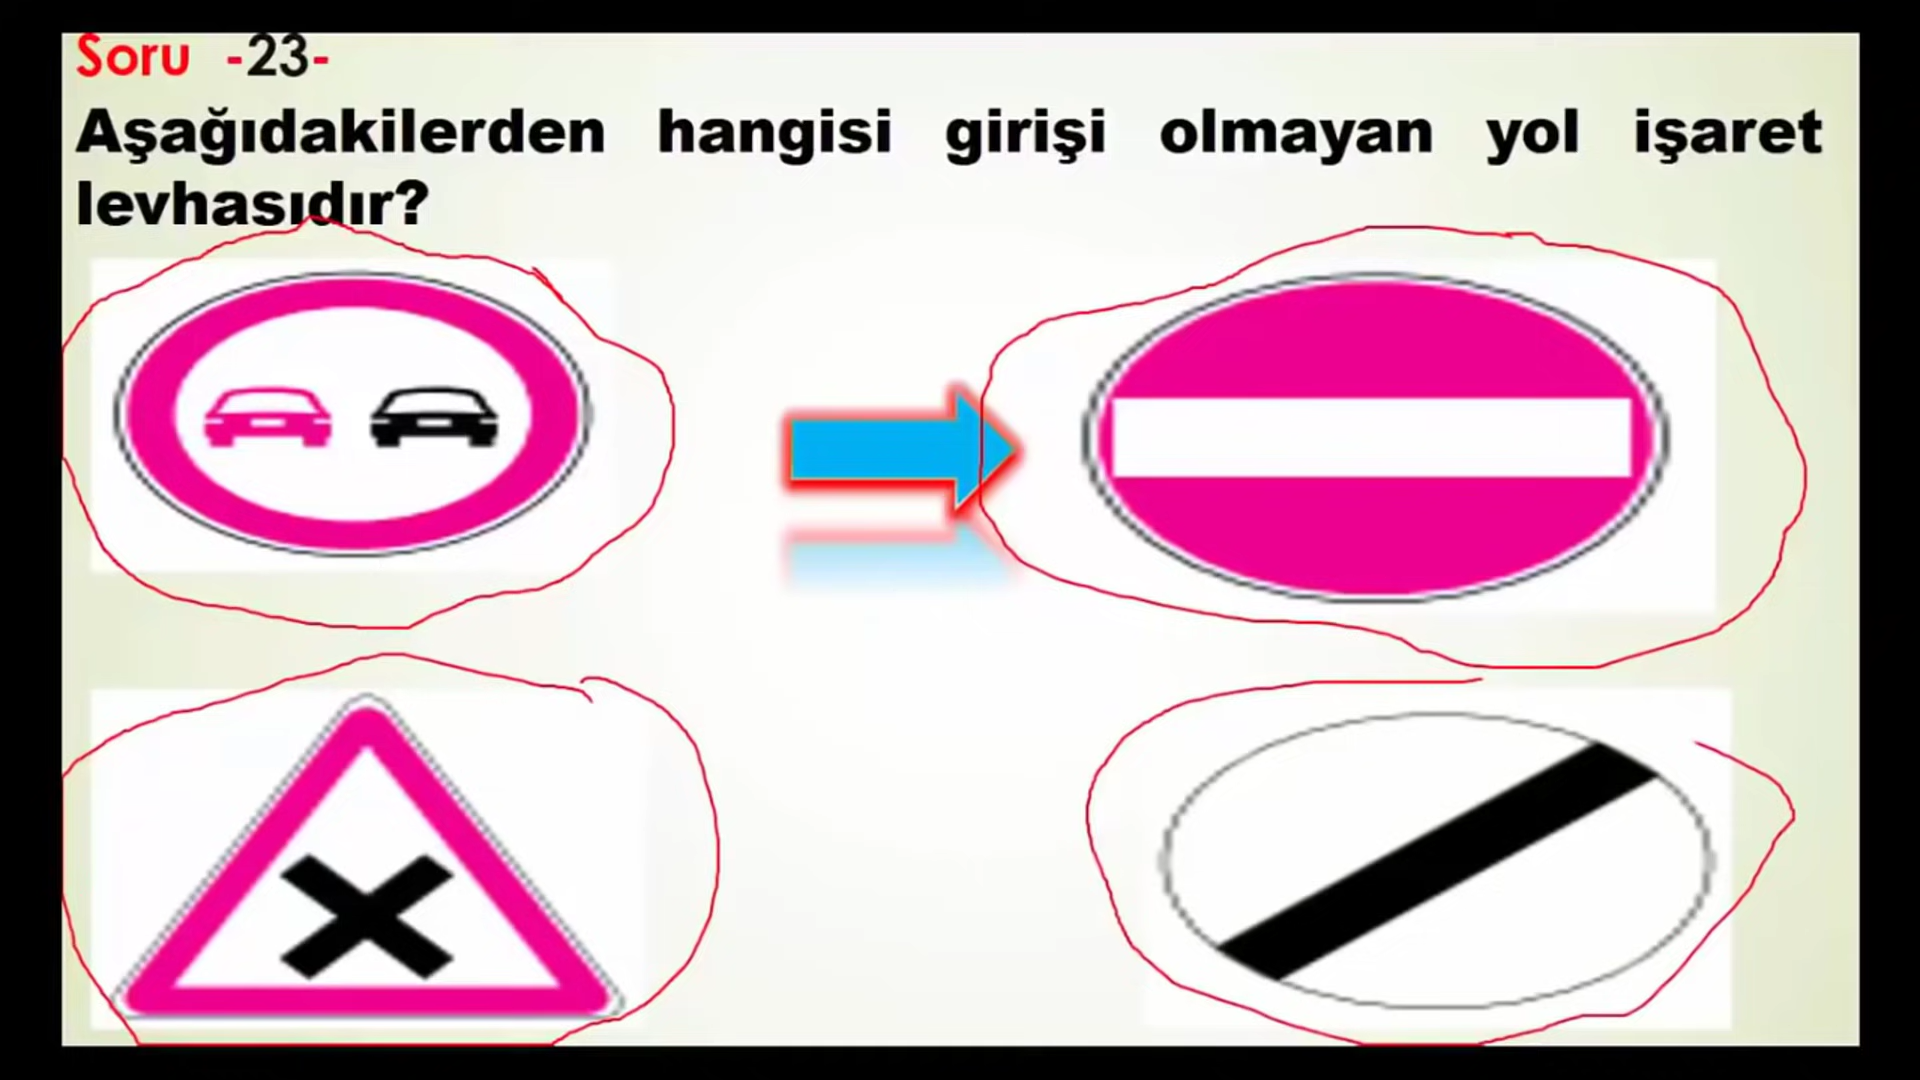 Soru -23-
Aşağıdakilerden hangisi girişi olmayan yol işaret
levhasıdır?